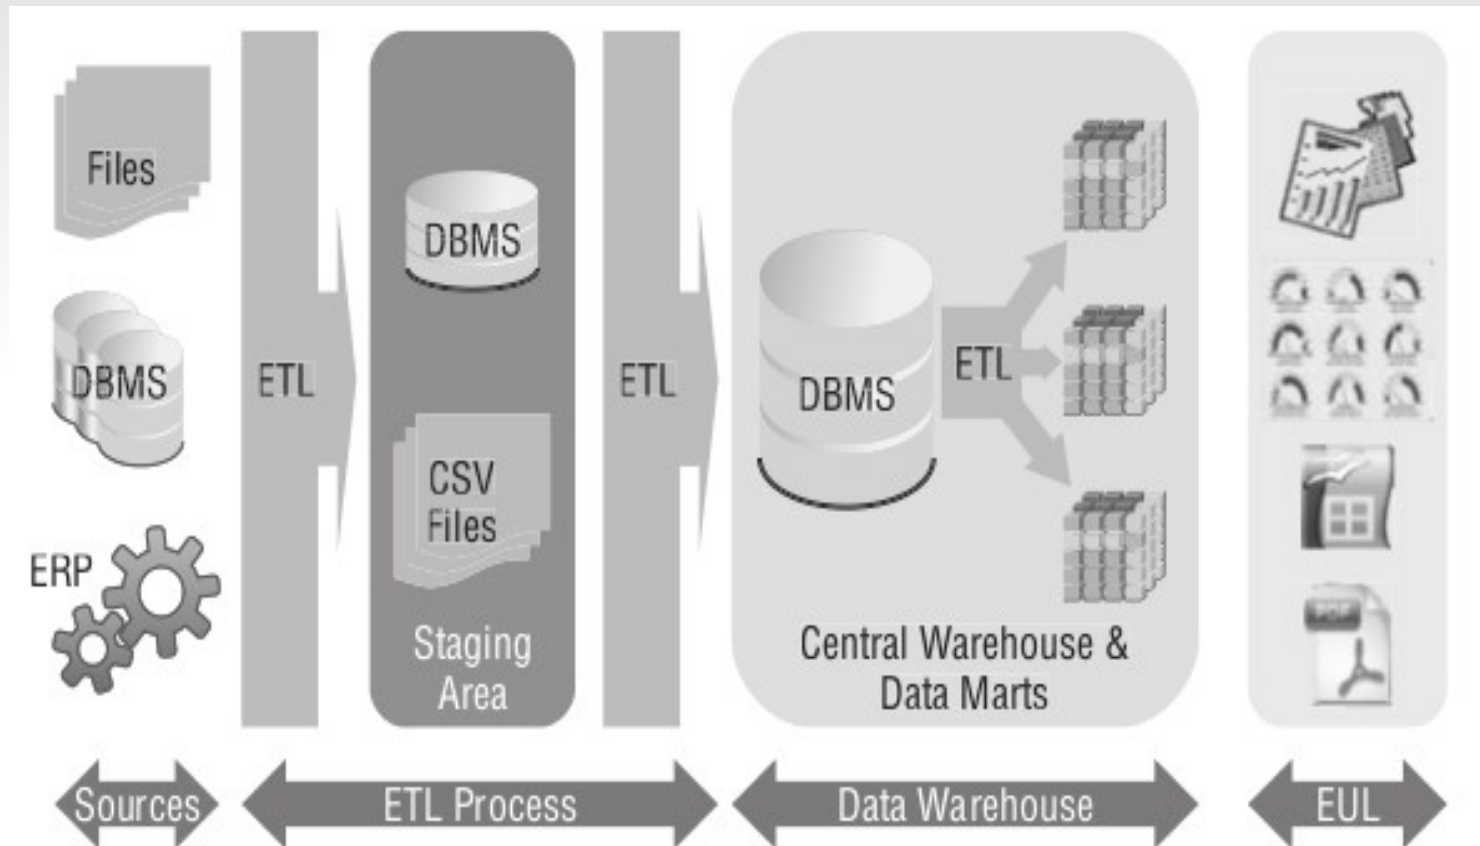 Files
DBMS
ERP
ETL
DBMS
CSV
Files
Staging
Area
ETL
DBMS
ETL
Central Warehouse &
Data Marts
PDF
Sources
ETL Process
Data Warehouse
EUL